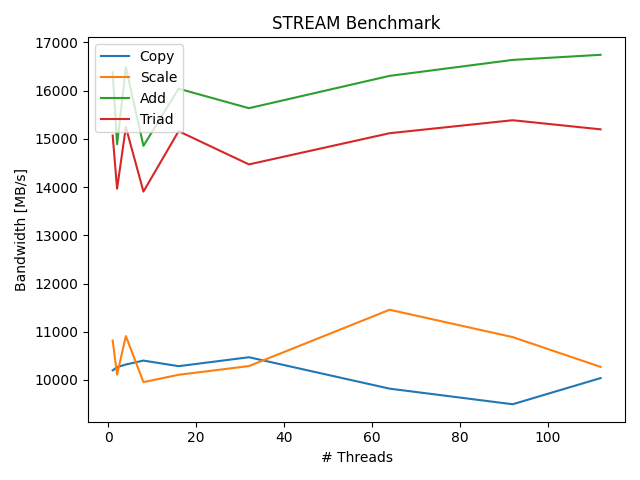 STREAM Benchmark
17000
16000
15000
14000
13000
12000
11000
10000
Bandwidth [MB/s]
Copy
Scale
Add
Triad
0 20 40 60 80 100
# Threads